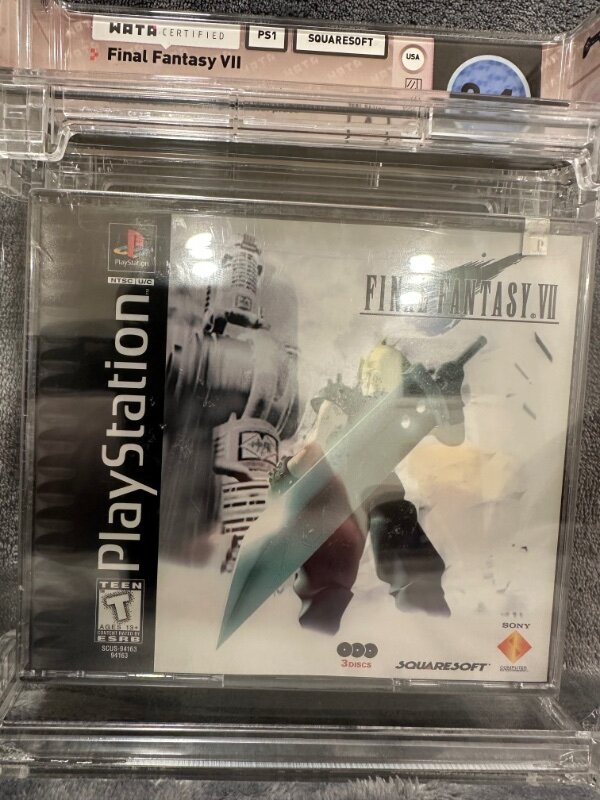 WATA CERTIFIED
PS1
SQUARESOFT
Final Fantasy VII
USA
PlayStation
NTSC U/C
PlayStation
FINAL FANTASY VII
TEEN
T
AGES 13+
CONTENT RATED BY
ESRB
SCUS-94163
94163
3 DISCS
SQUARESOFT
SONY
COMPUTER